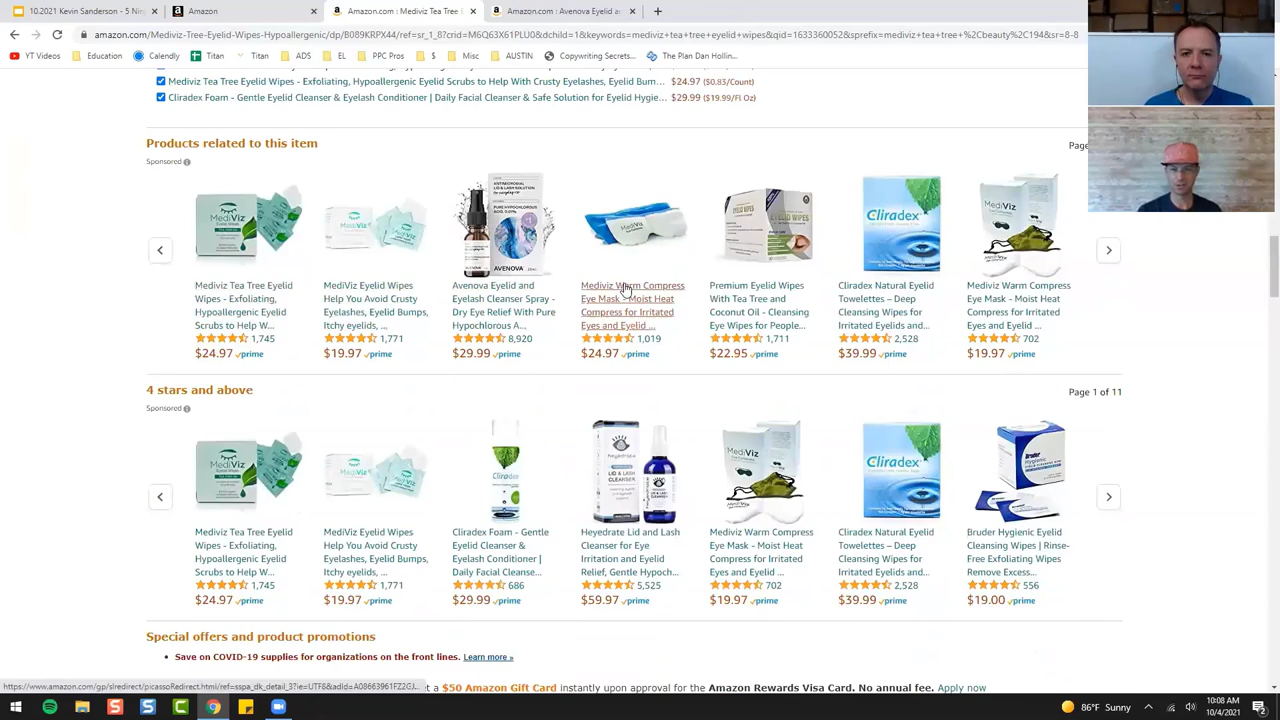 10.2021 Kevin Sanderson - 5 Nin
Amazon
Amazon.com : Mediviz Tea Tree E
Amazon.com : Avenova Eyelid an
amazon.com/Mediviz-Tree-Eyelid-Wipes-Hypoallergenic/dp/B089KRPX44/ref=sr_1_8?crid=M6Q63X61PLU0&dchild=1&keywords=mediviz+tea+tree+eyelid+wipes&qid=1633360052&sprefix=mediviz+tea+tree+%2Cbeauty%2C194&sr=8-8
YT Videos Education Calendly Titan Titan ADS EL PPC Pros $ Misc AUSTIN Copywriting Secrets... The Plan Dan Hollin...
Mediviz Tea Tree Eyelid Wipes - Exfoliating, Hypoallergenic Eyelid Scrubs to Help With Crusty Eyelashes, Eyelid Bum... $24.97 ($0.83/Count)
Cliradex Foam - Gentle Eyelid Cleanser & Eyelash Conditioner | Daily Facial Cleanser & Safe Solution for Eyelid Hygie... $29.99 ($19.99/Fl Oz)
Products related to this item
Page
Sponsored
Mediviz Tea Tree Eyelid
Wipes - Exfoliating,
Hypoallergenic Eyelid
Scrubs to Help W...
1,745
$24.97 prime
MediViz Eyelid Wipes
Help You Avoid Crusty
Eyelashes, Eyelid Bumps,
Itchy eyelids, ...
1,771
$19.97 prime
Avenova Eyelid and
Eyelash Cleanser Spray -
Dry Eye Relief With Pure
Hypochlorous A...
8,920
$29.99 prime
Mediviz Warm Compress
Eye Mask - Moist Heat
Compress for Irritated
Eyes and Eyelid ...
1,019
$24.97 prime
Premium Eyelid Wipes
With Tea Tree and
Coconut Oil - Cleansing
Eye Wipes for People...
1,711
$22.95 prime
Cliradex Natural Eyelid
Towelettes – Deep
Cleansing Wipes for
Irritated Eyelids and...
2,528
$39.99 prime
Mediviz Warm Compress
Eye Mask - Moist Heat
Compress for Irritated
Eyes and Eyelid ...
702
$19.97 prime
4 stars and above
Page 1 of 11
Sponsored
Mediviz Tea Tree Eyelid
Wipes - Exfoliating,
Hypoallergenic Eyelid
Scrubs to Help W...
1,745
$24.97 prime
MediViz Eyelid Wipes
Help You Avoid Crusty
Eyelashes, Eyelid Bumps,
Itchy eyelids, ...
1,771
$19.97 prime
Cliradex Foam - Gentle
Eyelid Cleanser &
Eyelash Conditioner |
Daily Facial Cleanse...
686
$29.99 prime
Heyedrate Lid and Lash
Cleanser for Eye
Irritation and Eyelid
Relief, Gentle Hypoch...
5,525
$59.97 prime
Mediviz Warm Compress
Eye Mask - Moist Heat
Compress for Irritated
Eyes and Eyelid ...
702
$19.97 prime
Cliradex Natural Eyelid
Towelettes – Deep
Cleansing Wipes for
Irritated Eyelids and...
2,528
$39.99 prime
Bruder Hygienic Eyelid
Cleansing Wipes | Rinse-
Free Exfoliating Wipes
Remove Excess...
556
$19.00 prime
Special offers and product promotions
Save on COVID-19 supplies for organizations on the front lines. Learn more »
et a $50 Amazon Gift Card instantly upon approval for the Amazon Rewards Visa Card. No annual fee. Apply now
86°F Sunny
10:08 AM
10/4/2021